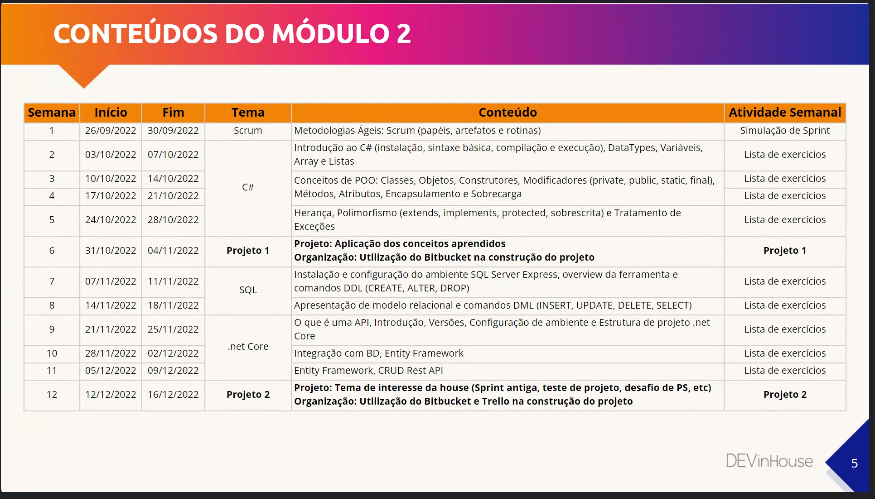 CONTEÚDOS DO MÓDULO 2
Semana Início Fim Tema Conteúdo Atividade Semanal
1 26/09/2022 30/09/2022 Scrum Metodologias Ágeis: Scrum (papéis, artefatos e rotinas) Simulação de Sprint
2 03/10/2022 07/10/2022 Introdução ao C# (instalação, sintaxe básica, compilação e execução), DataTypes, Variáveis, Lista de exercícios
Array e Listas
3 10/10/2022 14/10/2022 C# Conceitos de POO: Classes, Objetos, Construtores, Modificadores (private, public, static, final), Lista de exercícios
4 17/10/2022 21/10/2022 Métodos, Atributos, Encapsulamento e Sobrecarga Lista de exercícios
5 24/10/2022 28/10/2022 Herança, Polimorfismo (extends, implements, protected, sobrescrita) e Tratamento de Lista de exercícios
Exceções
6 31/10/2022 04/11/2022 Projeto 1 Projeto: Aplicação dos conceitos aprendidos Projeto 1
Organização: Utilização do Bitbucket na construção do projeto
7 07/11/2022 11/11/2022 SQL Instalação e configuração do ambiente SQL Server Express, overview da ferramenta e Lista de exercícios
comandos DDL (CREATE, ALTER, DROP)
8 14/11/2022 18/11/2022 Apresentação de modelo relacional e comandos DML (INSERT, UPDATE, DELETE, SELECT) Lista de exercícios
9 21/11/2022 25/11/2022 O que é uma API, Introdução, Versões, Configuração de ambiente e Estrutura de projeto .net Lista de exercícios
Core
10 28/11/2022 02/12/2022 .net Core Integração com BD, Entity Framework Lista de exercícios
11 05/12/2022 09/12/2022 Entity Framework, CRUD Rest API Lista de exercícios
12 12/12/2022 16/12/2022 Projeto 2 Projeto: Tema de interesse da house (Sprint antiga, teste de projeto, desafio de PS, etc) Projeto 2
Organização: Utilização do Bitbucket e Trello na construção do projeto
DEVinHouse
5